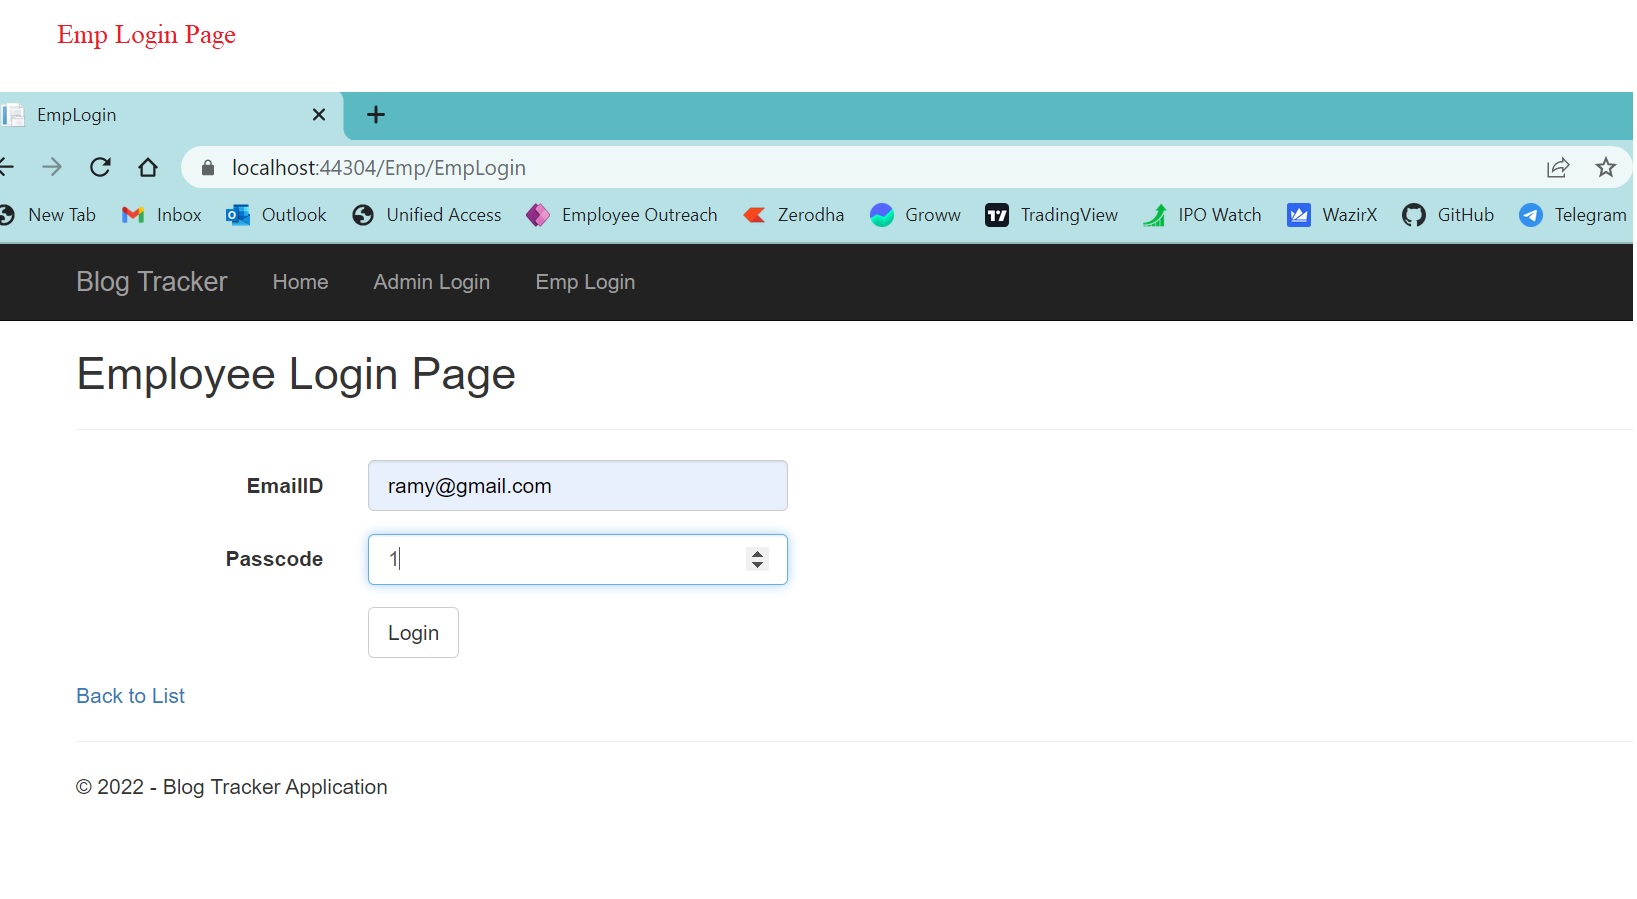 Emp Login Page
EmpLogin
localhost:44304/Emp/EmpLogin
New Tab Inbox Outlook Unified Access Employee Outreach Zerodha Groww TradingView IPO Watch WazirX GitHub Telegram
Blog Tracker Home Admin Login Emp Login
Employee Login Page
EmailID ramy@gmail.com
Passcode 1
Login
Back to List
© 2022 - Blog Tracker Application